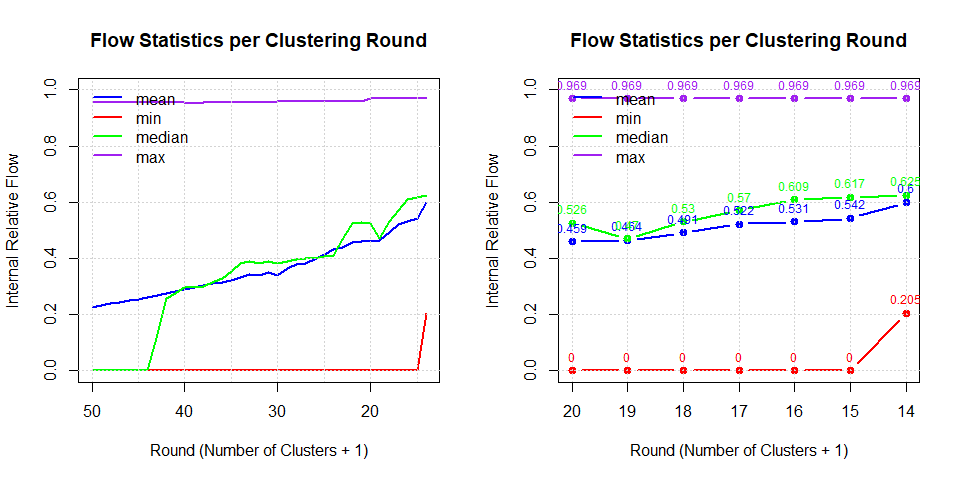 Flow Statistics per Clustering Round
Internal Relative Flow
1.0
0.8
0.6
0.4
0.2
0.0
mean
min
median
max
50
40
30
20
Round (Number of Clusters + 1)
Flow Statistics per Clustering Round
Internal Relative Flow
1.0
0.8
0.6
0.4
0.2
0.0
0.969 0.969 0.969 0.969 0.969 0.969 0.969
mean
min
median
max
0.526 0.53 0.57 0.609 0.617 0.625
0.459 0.464 0.491 0.522 0.531 0.542 0.6
0 0 0 0 0 0 0.205
20 19 18 17 16 15 14
Round (Number of Clusters + 1)